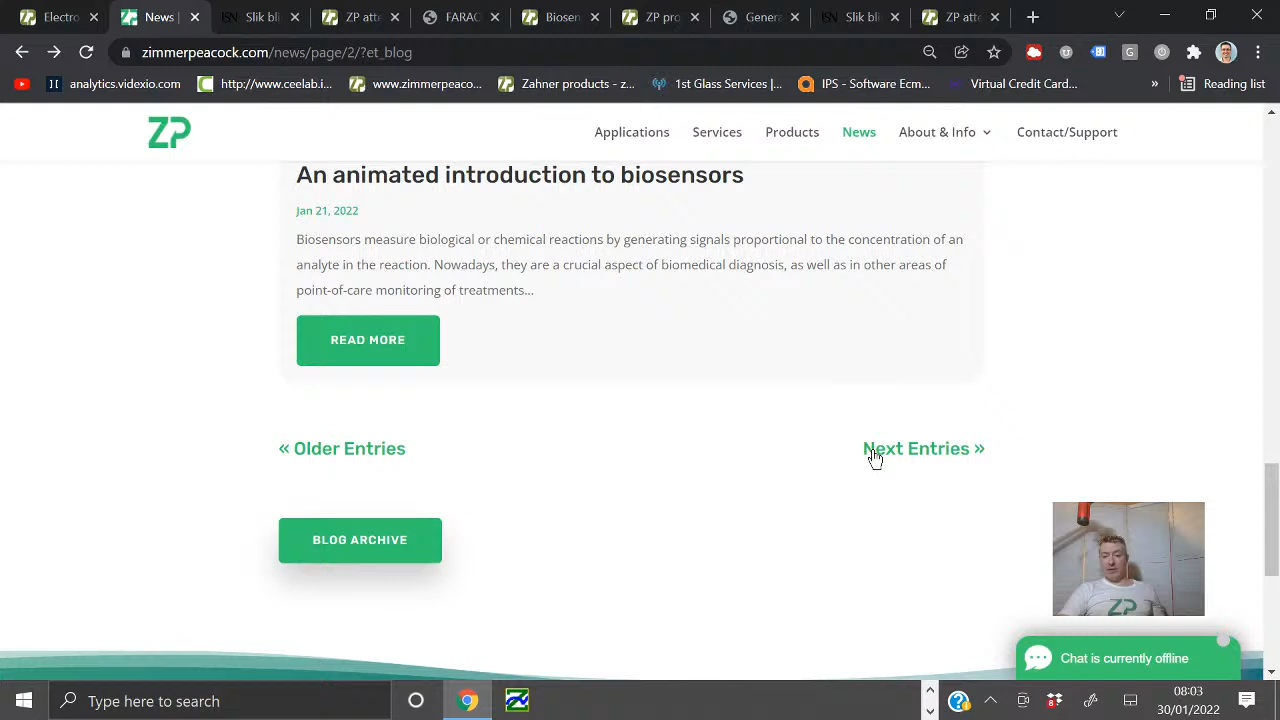 Electro
News
Slik bli
ZP atte
FARAC
Biosen
ZP pro
Genera
Slik bli
ZP atte
zimmerpeacock.com/news/page/2/?et_blog
analytics.videxio.com
http://www.ceelab.i...
www.zimmerpeaco...
Zahner products - z...
1st Glass Services |...
IPS - Software | Ecm...
Virtual Credit Card...
»
Reading list
ZP
Applications
Services
Products
News
About & Info
Contact/Support
An animated introduction to biosensors
Jan 21, 2022
Biosensors measure biological or chemical reactions by generating signals proportional to the concentration of an
analyte in the reaction. Nowadays, they are a crucial aspect of biomedical diagnosis, as well as in other areas of
point-of-care monitoring of treatments...
READ MORE
« Older Entries
Next Entries »
BLOG ARCHIVE
ZP
Chat is currently offline
Type here to search
08:03
30/01/2022